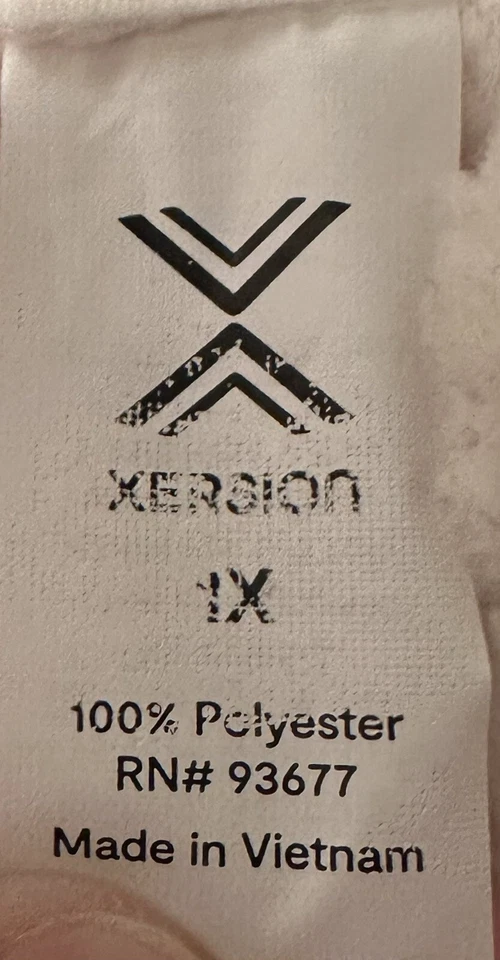 XERSION
1X
100% Polyester
RN# 93677
Made in Vietnam